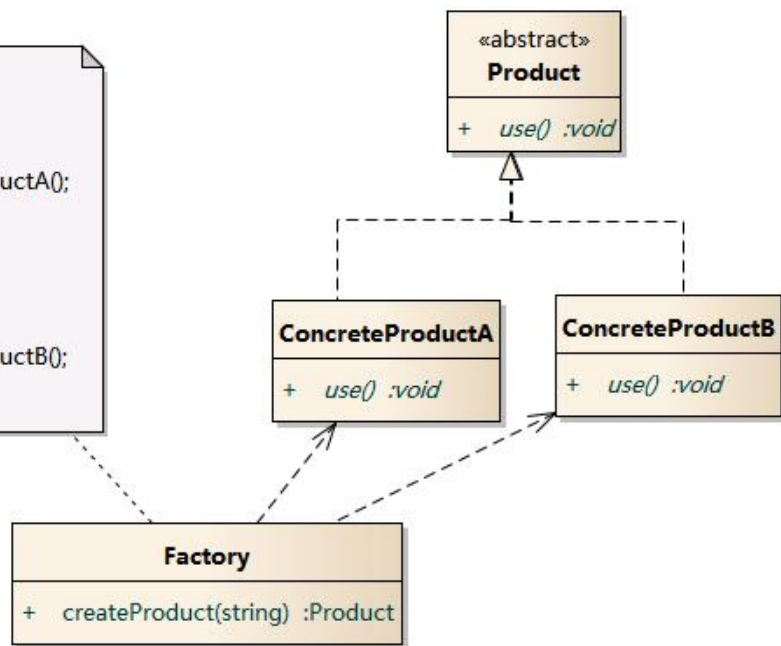 «abstract»
Product
+ use() :void
uctA();
ConcreteProductA
+ use() :void
ConcreteProductB
+ use() :void
uctB();
Factory
+ createProduct(string) :Product